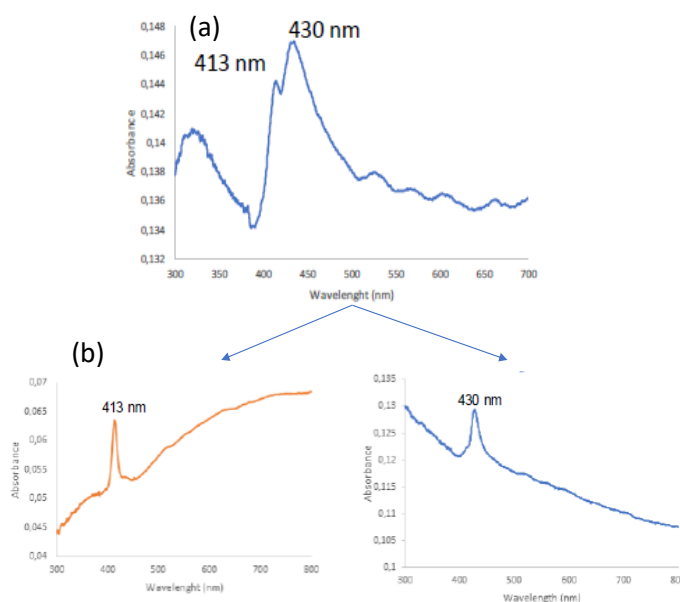 (a)
430 nm
413 nm
Absorbance
0,148
0,146
0,144
0,142
0,14
0,138
0,136
0,134
0,132
300 350 400 450 500 550 600 650 700
Wavelenght (nm)
(b)
0,07
0,065
0,06
0,055
0,05
0,045
0,04
Absorbance
413 nm
300 400 500 600 700 800
Wavelenght (nm)
0,135
0,13
0,125
0,12
0,115
0,11
0,105
0,1
Absorbance
430 nm
300 400 500 600 700 800
Wavelength (nm)